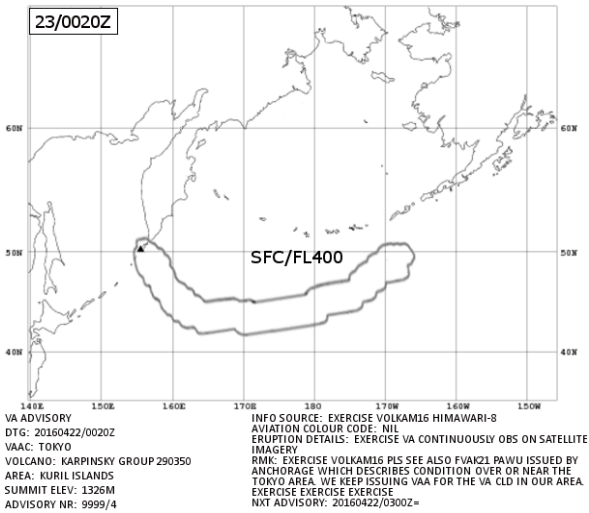 23/0020Z
60N
60N
50N
SFC/FL400
50N
40N
40N
140E
150E
160E
170E
180
170W
160W
150W
VA ADVISORY
DTG: 20160422/0020Z
VAAC: TOKYO
VOLCANO: KARPINSKY GROUP 290350
AREA: KURIL ISLANDS
SUMMIT ELEV: 1326M
ADVISORY NR: 9999/4
INFO SOURCE: EXERCISE VOLKAM16 HIMAWARI-8
AVIATION COLOUR CODE: NIL
ERUPTION DETAILS: EXERCISE VA CONTINUOUSLY OBS ON SATELLITE
IMAGERY
RMK: EXERCISE VOLKAM16 PLS SEE ALSO FVAK21 PAWU ISSUED BY
ANCHORAGE WHICH DESCRIBES CONDITION OVER OR NEAR THE
TOKYO AREA. WE KEEP ISSUING VAA FOR THE VA CLD IN OUR AREA.
EXERCISE EXERCISE EXERCISE
NXT ADVISORY: 20160422/0300Z=